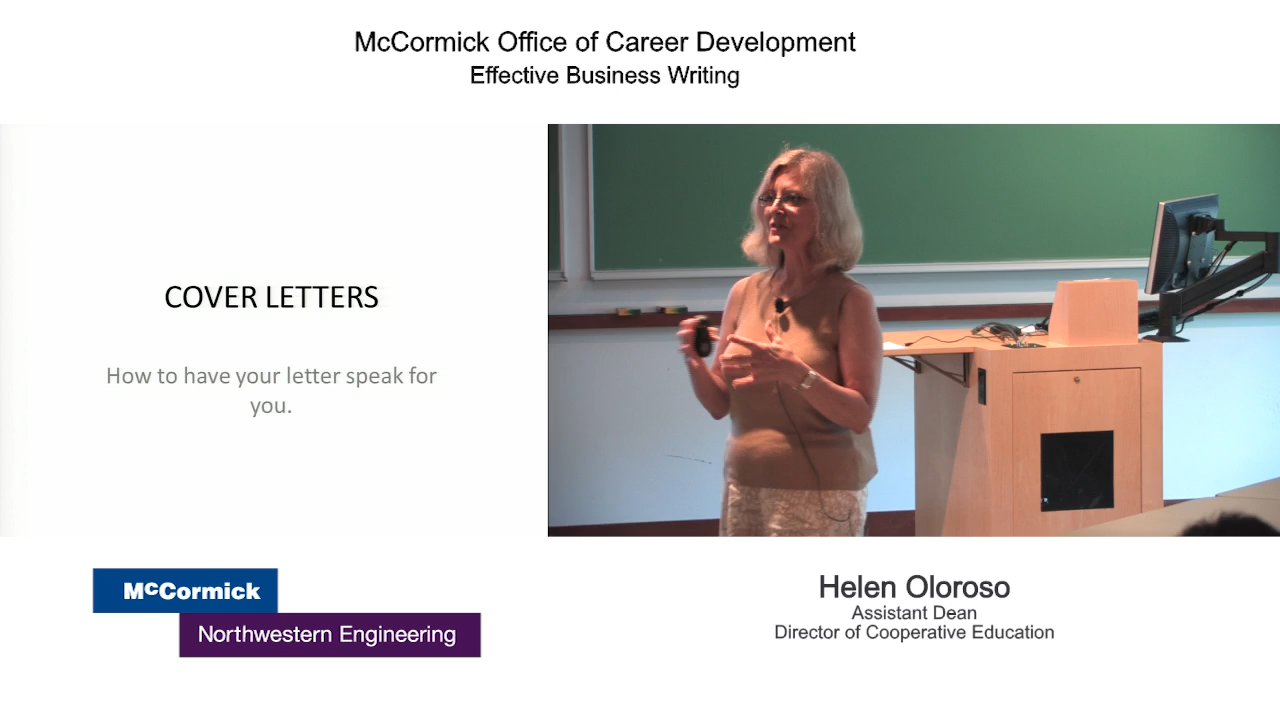 McCormick Office of Career Development
Effective Business Writing
COVER LETTERS
How to have your letter speak for
you.
McCormick
Northwestern Engineering
Helen Oloroso
Assistant Dean
Director of Cooperative Education